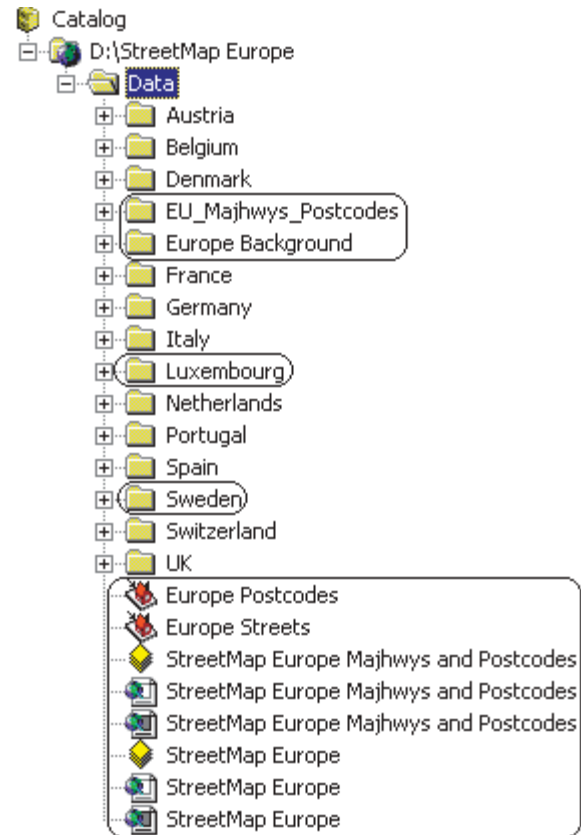 Catalog
D:\StreetMap Europe
Data
Austria
Belgium
Denmark
EU_Majhwys_Postcodes
Europe Background
France
Germany
Italy
Luxembourg
Netherlands
Portugal
Spain
Sweden
Switzerland
UK
Europe Postcodes
Europe Streets
StreetMap Europe Majhwys and Postcodes
StreetMap Europe Majhwys and Postcodes
StreetMap Europe Majhwys and Postcodes
StreetMap Europe
StreetMap Europe
StreetMap Europe